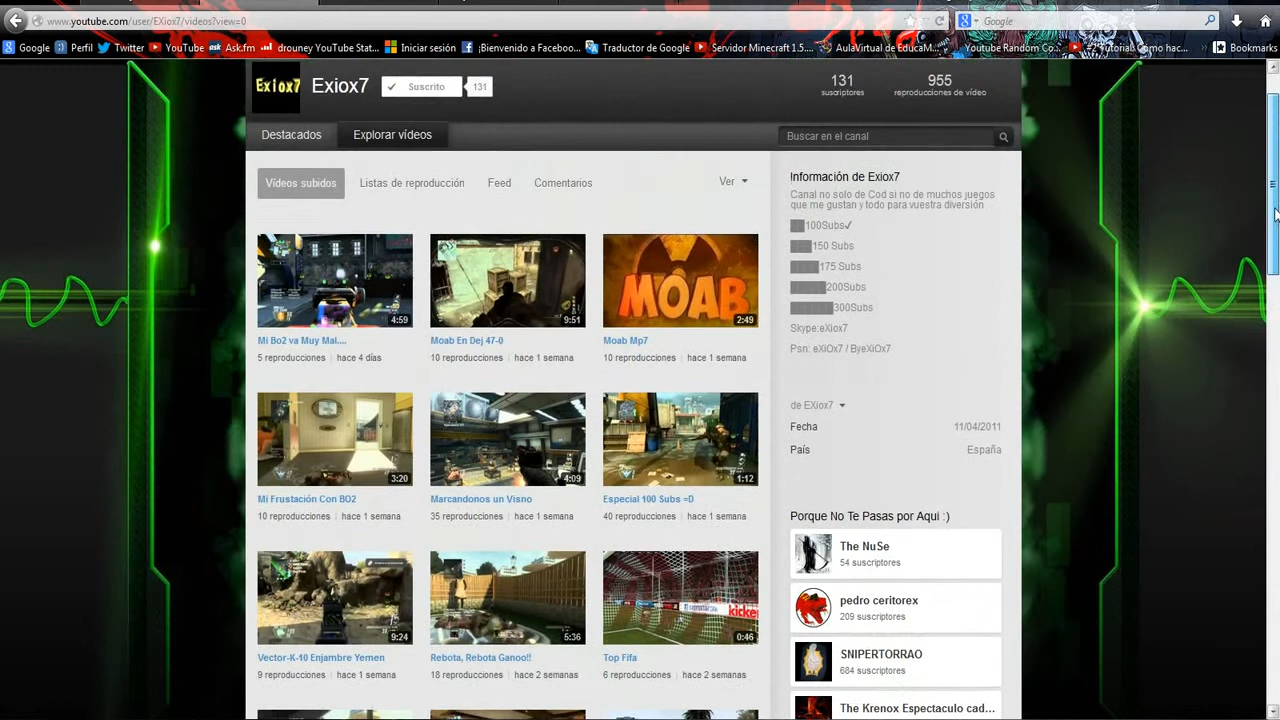 www.youtube.com/user/EXiox7/videos?view=0
Google
Google Perfil Twitter YouTube Ask.fm drouney YouTube Stat... Iniciar sesión ¡Bienvenido a Faceboo... Traductor de Google Servidor Minecraft 1.5.... AulaVirtual de EducaM... Youtube Random Co... Tutorial: Como hac... Bookmarks
Exiox7
Exiox7
Suscrito
131
131
suscriptores
955
reproducciones de vídeo
Destacados
Explorar vídeos
Buscar en el canal
Vídeos subidos
Listas de reproducción
Feed
Comentarios
Ver
4:59
9:51
MOAB
2:49
Mi Bo2 va Muy Mal....
Moab En Dej 47-0
Moab Mp7
5 reproducciones hace 4 días
10 reproducciones hace 1 semana
10 reproducciones hace 1 semana
3:20
4:09
1:12
Mi Frustación Con BO2
Marcandonos un Visno
Especial 100 Subs =D
10 reproducciones hace 1 semana
35 reproducciones hace 1 semana
40 reproducciones hace 1 semana
9:24
5:36
kicker
0:46
Vector-K-10 Enjambre Yemen
Rebota, Rebota Ganoo!!
Top Fifa
9 reproducciones hace 1 semana
18 reproducciones hace 2 semanas
6 reproducciones hace 2 semanas
Información de Exiox7
Canal no solo de Cod si no de muchos juegos
que me gustan y todo para vuestra diversión
██100Subs✓
███150 Subs
████175 Subs
█████200Subs
██████300Subs
Skype:eXiox7
Psn: eXiOx7 / ByeXiOx7
de EXiox7
Fecha 11/04/2011
País España
Porque No Te Pasas por Aqui :)
The NuSe
54 suscriptores
pedro ceritorex
209 suscriptores
SNIPERTORRAO
684 suscriptores
The Krenox Espectaculo cad...